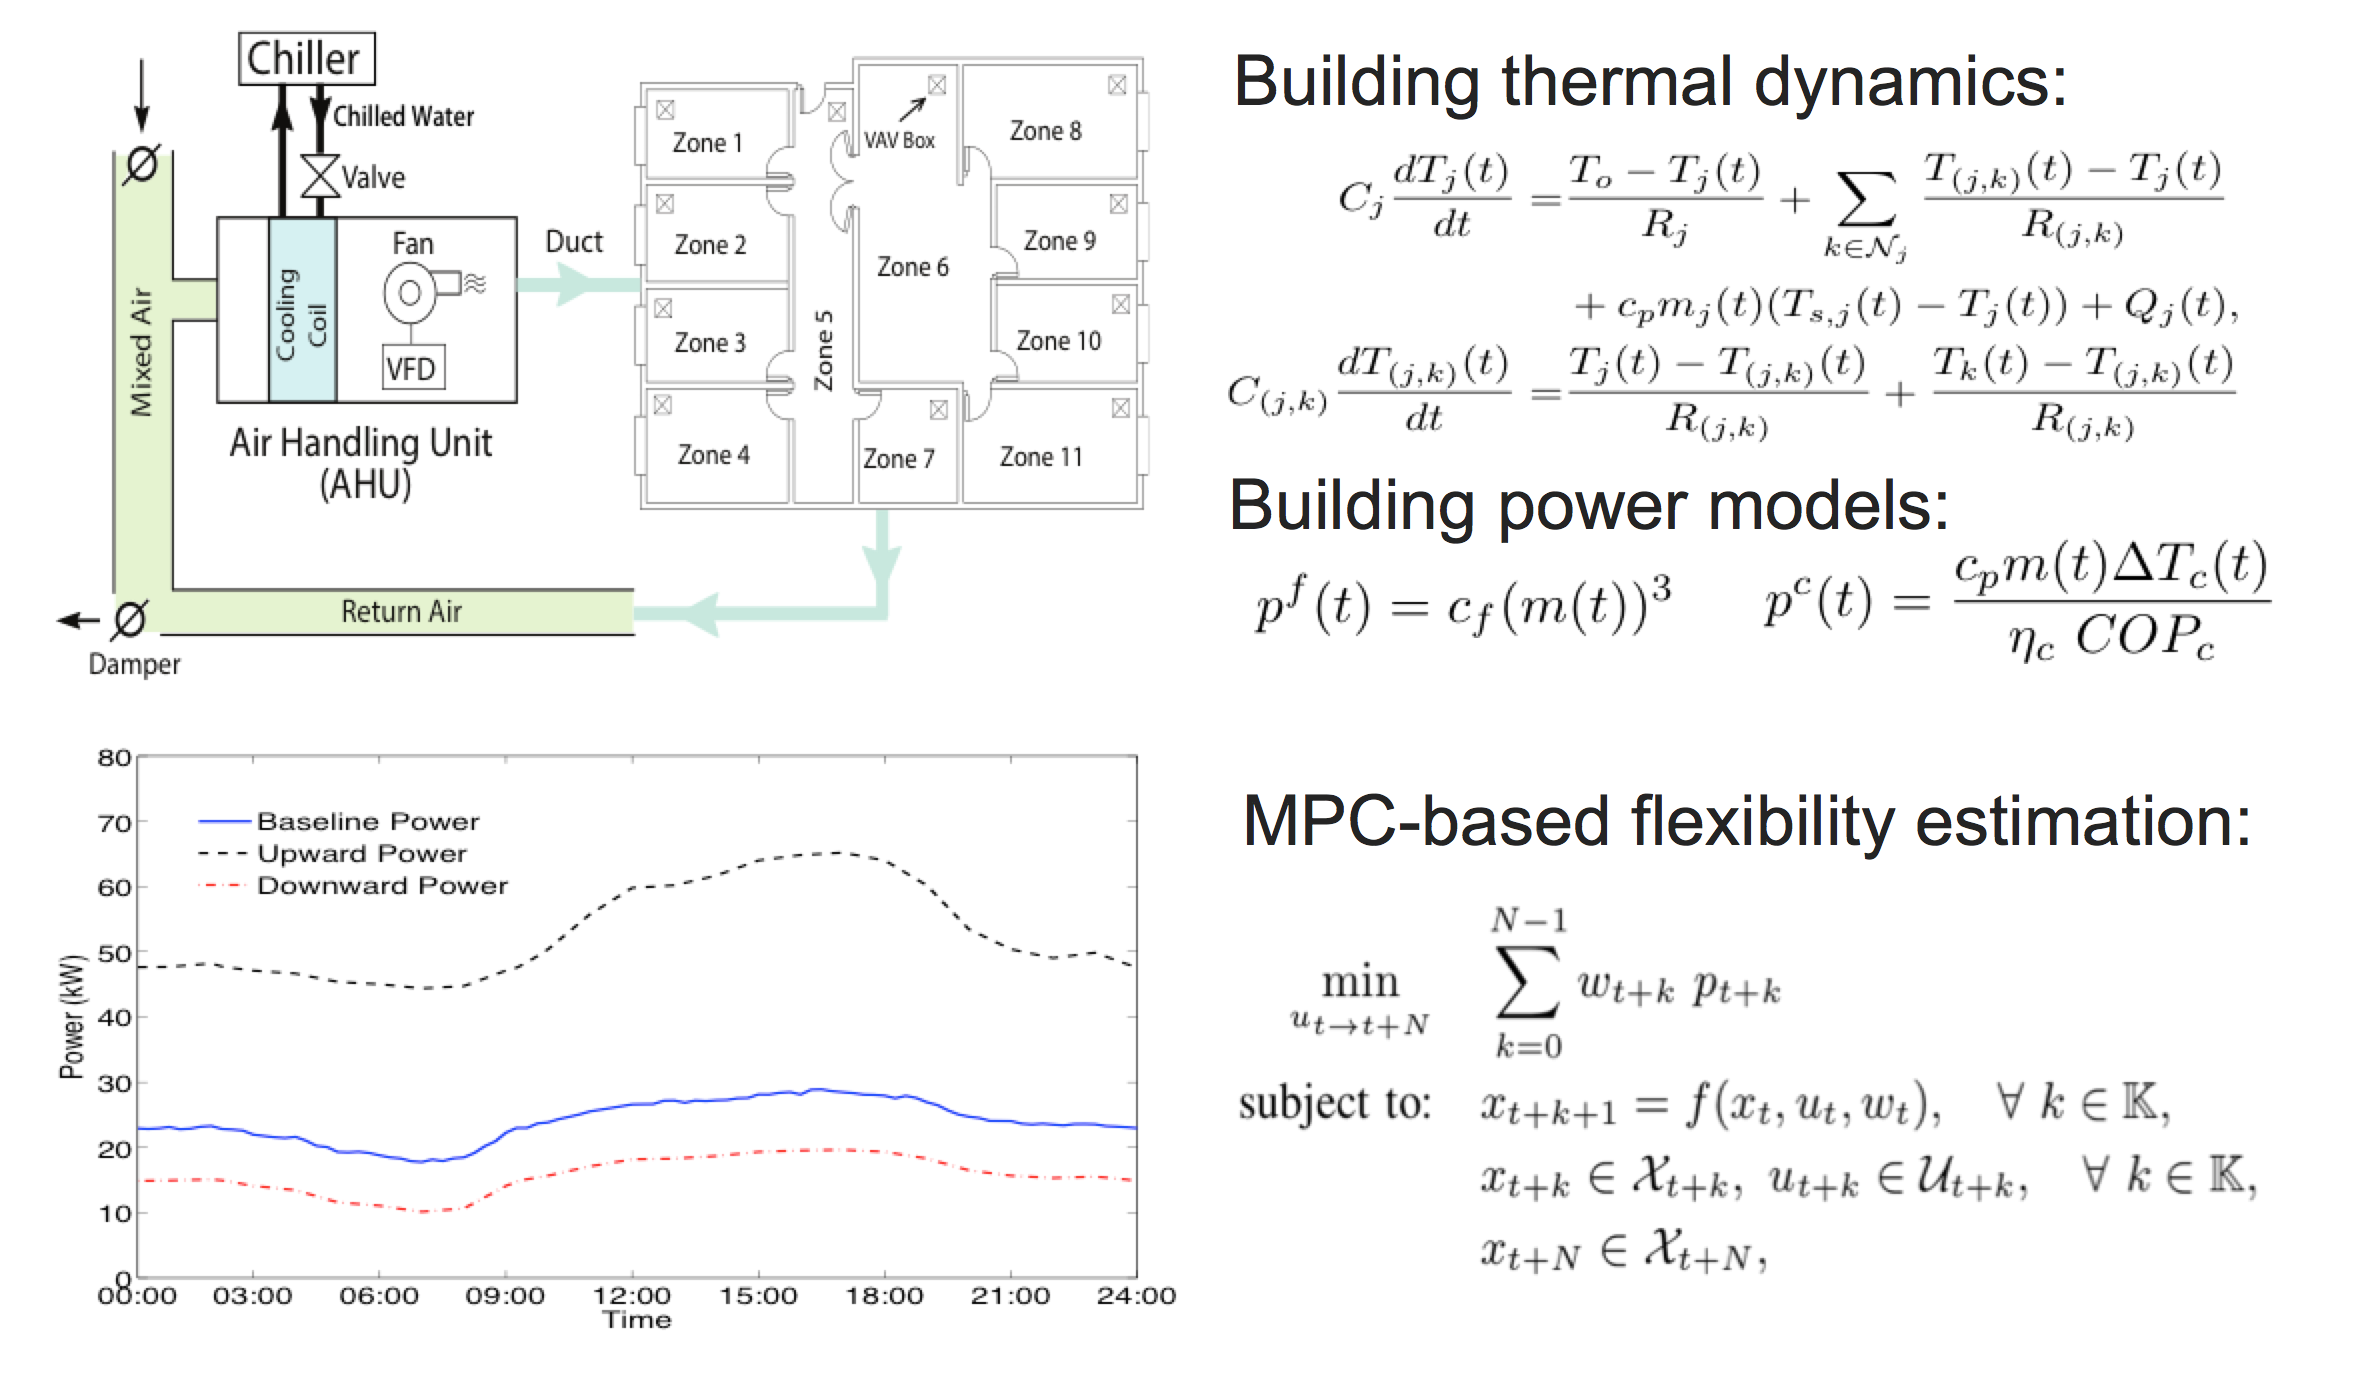 Chiller
Chilled Water
Valve
Fan
Duct
Cooling
Coil
VFD
Mixed Air
Air Handling Unit
(AHU)
Return Air
Damper
Zone 1
Zone 2
Zone 3
Zone 4
Zone 5
VAV Box
Zone 6
Zone 7
Zone 8
Zone 9
Zone 10
Zone 11
Building thermal dynamics:
C_j dT_j(t)/dt = (T_o − T_j(t))/R_j + ∑_{k∈𝒩_j} (T_(j,k)(t) − T_j(t))/R_(j,k)
+ c_p m_j(t)(T_{s,j}(t) − T_j(t)) + Q_j(t),
C_(j,k) dT_(j,k)(t)/dt = (T_j(t) − T_(j,k)(t))/R_(j,k) + (T_k(t) − T_(j,k)(t))/R_(j,k)
Building power models:
p^f(t) = c_f(m(t))^3 p^c(t) = c_p m(t)ΔT_c(t)/(η_c COP_c)
80
70
60
50
40
30
20
10
0
Power (kW)
Baseline Power
Upward Power
Downward Power
00:00 03:00 06:00 09:00 12:00 15:00 18:00 21:00 24:00
Time
MPC-based flexibility estimation:
min_{u_{t→t+N}} ∑_{k=0}^{N−1} w_{t+k} p_{t+k}
subject to: x_{t+k+1} = f(x_t, u_t, w_t), ∀ k ∈ 𝕂,
x_{t+k} ∈ 𝒳_{t+k}, u_{t+k} ∈ 𝒰_{t+k}, ∀ k ∈ 𝕂,
x_{t+N} ∈ 𝒳_{t+N},